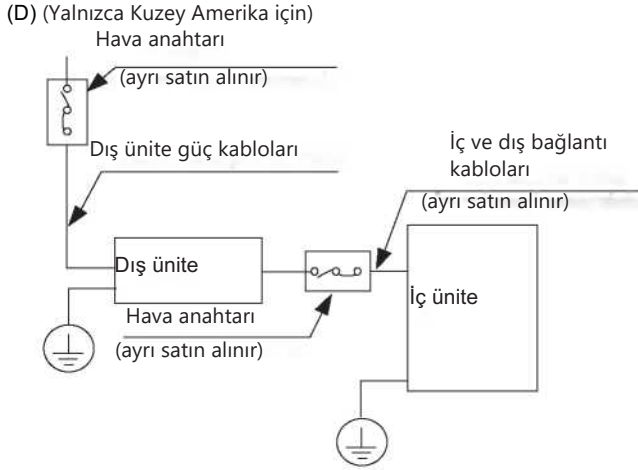 (D) (Yalnızca Kuzey Amerika için)
Hava anahtarı
(ayrı satın alınır)
Dış ünite güç kabloları
İç ve dış bağlantı
kabloları
(ayrı satın alınır)
Dış ünite
İç ünite
Hava anahtarı
(ayrı satın alınır)